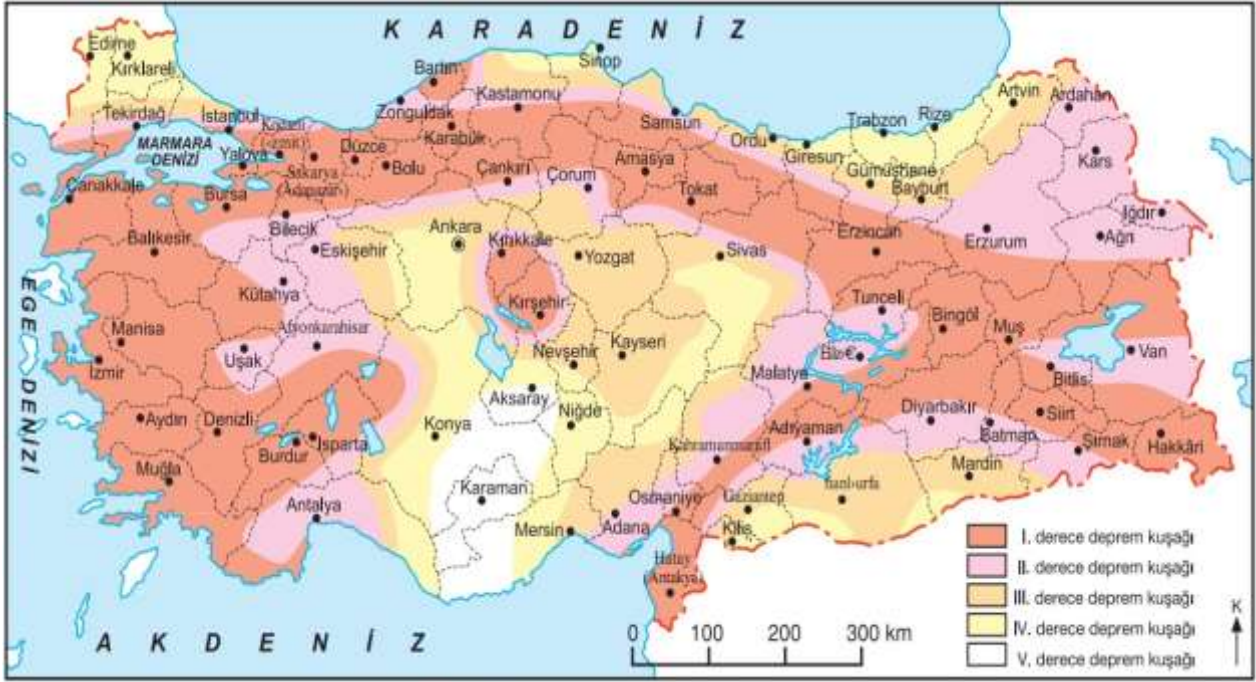 K A R A D E N İ Z
Edirne
Kırklareli
Tekirdağ
İstanbul
MARMARA
DENİZİ
Yalova
Düzce
Bolu
Sakarya
(Adapazarı)
Bartın
Zonguldak
Karabük
Kastamonu
Sinop
Samsun
Çankırı
Çorum
Amasya
Tokat
Ordu
Giresun
Trabzon
Rize
Artvin
Ardahan
Kars
Gümüşhane
Bayburt
Iğdır
Ağrı
Erzurum
Erzincan
Çanakkale
Bursa
Bilecik
Balıkesir
Eskişehir
Ankara
Kırıkkale
Yozgat
Sivas
Kütahya
Kırşehir
Tunceli
Bingöl
Muş
Van
Bitlis
EGE DENİZİ
Manisa
İzmir
Uşak
Afyonkarahisar
Nevşehir
Kayseri
Malatya
Aksaray
Niğde
Aydın
Denizli
Burdur
Isparta
Konya
Diyarbakır
Batman
Siirt
Adıyaman
Şırnak
Hakkâri
Mardin
Muğla
Antalya
Karaman
Mersin
Adana
Osmaniye
Gaziantep
Kilis
Hatay
(Antakya)
A K D E N İ Z
0 100 200 300 km
I. derece deprem kuşağı
II. derece deprem kuşağı
III. derece deprem kuşağı
IV. derece deprem kuşağı
V. derece deprem kuşağı
K